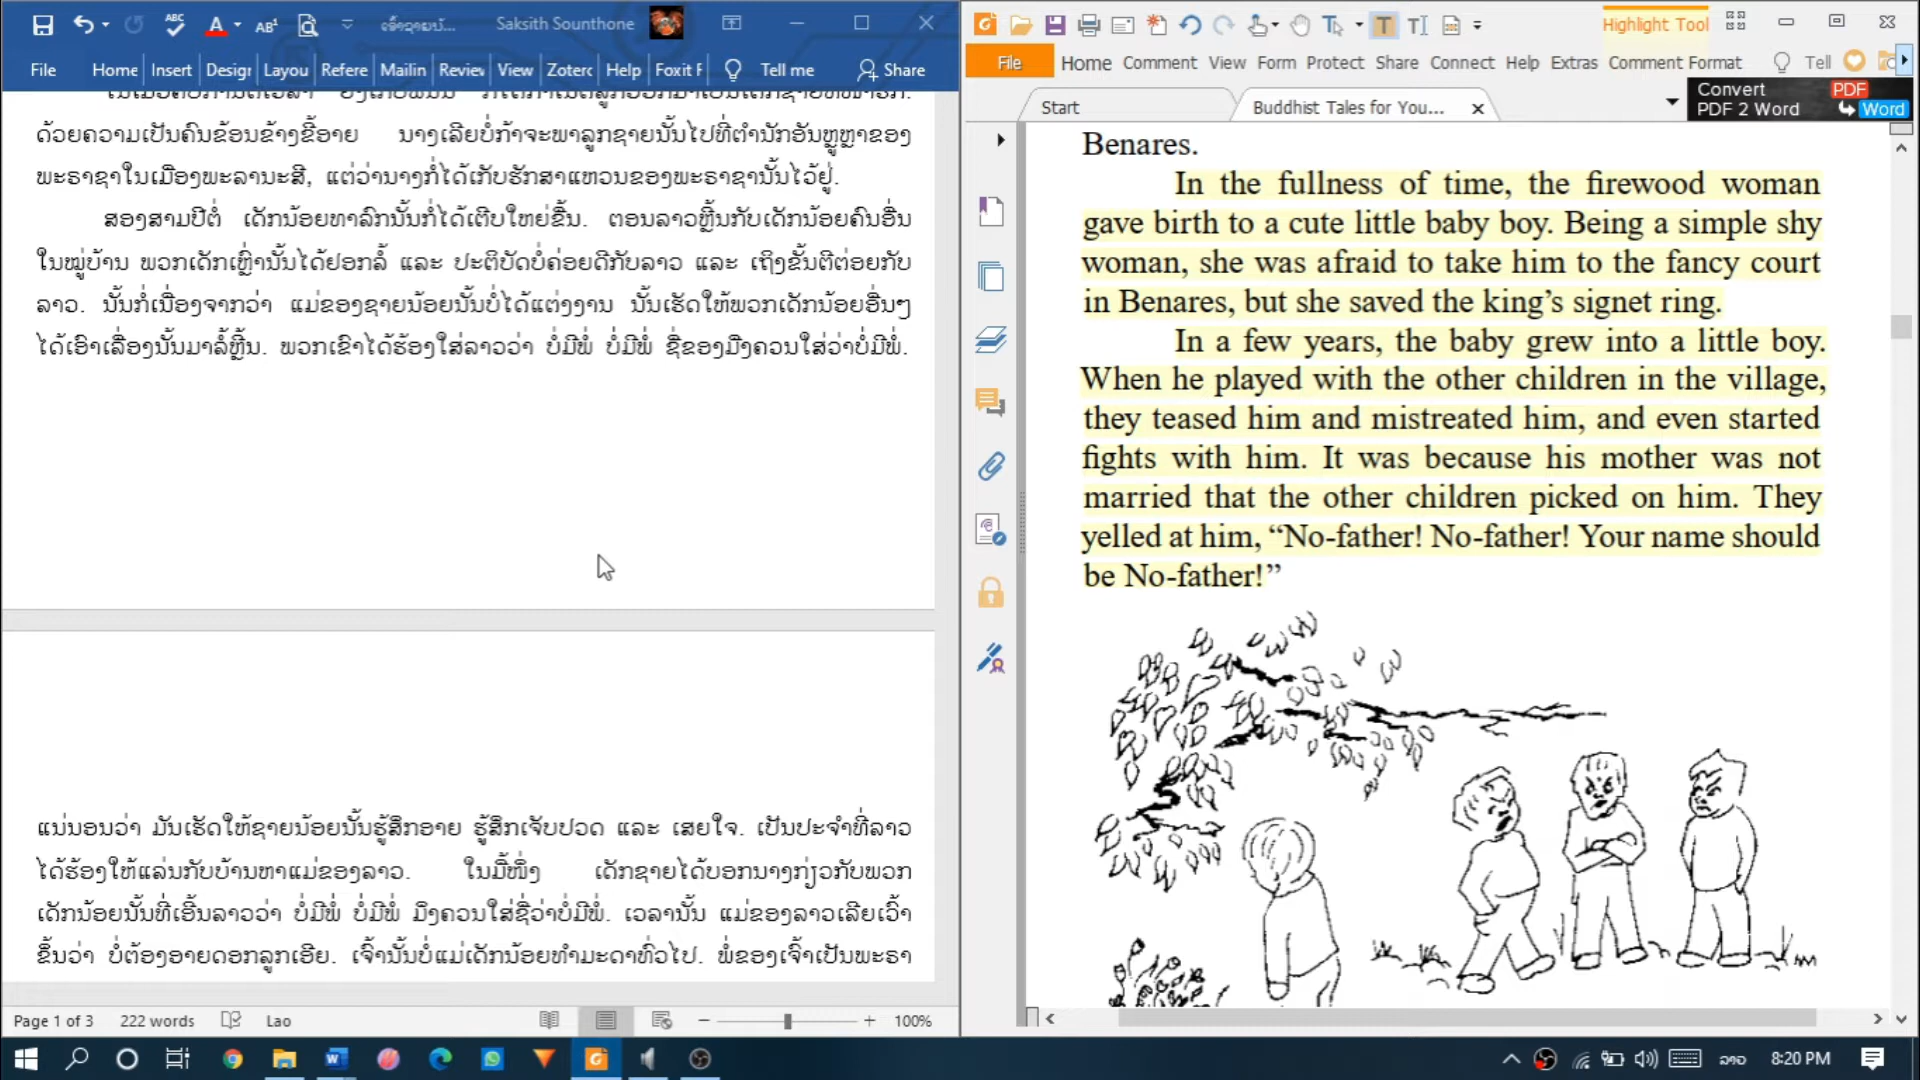 Saksith Sounthone
File Home Insert Design Layou Refere Mailin Review View Zoterc Help Foxit F Tell me Share
ດ້ວຍຄວາມເປັນຄົນຂ້ອນຂ້າງຂີ້ອາຍ ນາງເລີຍບໍ່ກ້າຈະພາລູກຊາຍນັ້ນໄປທີ່ຕຳນັກອັນຫຼູຫຼາຂອງ
ພະຣາຊາໃນເມືອງພະລານະສີ, ແຕ່ວ່ານາງກໍ່ໄດ້ເກັບຮັກສາແຫວນຂອງພະຣາຊານັ້ນໄວ້ຢູ່.
ສອງສາມປີຕໍ່ ເດັກນ້ອຍທາລົກນັ້ນກໍ່ໄດ້ເຕີບໃຫຍ່ຂຶ້ນ. ຕອນລາວຫຼິ້ນກັບເດັກນ້ອຍຄົນອື່ນ
ໃນໝູ່ບ້ານ ພວກເດັກເຫຼົ່ານັ້ນໄດ້ຢອກລໍ້ ແລະ ປະຕິບັດບໍ່ຄ່ອຍດີກັບລາວ ແລະ ເຖິງຂັ້ນຕີຕ່ອຍກັບ
ລາວ. ນັ້ນກໍ່ເນື່ອງຈາກວ່າ ແມ່ຂອງຊາຍນ້ອຍນັ້ນບໍ່ໄດ້ແຕ່ງງານ ນັ້ນເຮັດໃຫ້ພວກເດັກນ້ອຍອື່ນໆ
ໄດ້ເອົາເລື່ອງນັ້ນມາລໍ້ຫຼິ້ນ. ພວກເຂົາໄດ້ຮ້ອງໃສ່ລາວວ່າ ບໍ່ມີພໍ່ ບໍ່ມີພໍ່ ຊື່ຂອງມືງຄວນໃສ່ວ່າບໍ່ມີພໍ່.
ແນ່ນອນວ່າ ມັນເຮັດໃຫ້ຊາຍນ້ອຍນັ້ນຮູ້ສຶກອາຍ ຮູ້ສຶກເຈັບປວດ ແລະ ເສຍໃຈ. ເປັນປະຈຳທີ່ລາວ
ໄດ້ຮ້ອງໃຫ້ແລ່ນກັບບ້ານຫາແມ່ຂອງລາວ. ໃນມື້ໜຶ່ງ ເດັກຊາຍໄດ້ບອກນາງກ່ຽວກັບພວກ
ເດັກນ້ອຍນັ້ນທີ່ເອີ້ນລາວວ່າ ບໍ່ມີພໍ່ ບໍ່ມີພໍ່ ມຶງຄວນໃສ່ຊື່ວ່າບໍ່ມີພໍ່. ເວລານັ້ນ ແມ່ຂອງລາວເລີຍເວົ້າ
ຂຶ້ນວ່າ ບໍ່ຕ້ອງອາຍດອກລູກເອີຍ. ເຈົ້ານັ້ນບໍ່ແມ່ເດັກນ້ອຍທຳມະດາທົ່ວໄປ. ພໍ່ຂອງເຈົ້າເປັນພະຣາ
Page 1 of 3 222 words Lao 100%
Highlight Tool
File Home Comment View Form Protect Share Connect Help Extras Comment Format Tell
Start Buddhist Tales for You...
Convert PDF
PDF 2 Word Word
Benares.
In the fullness of time, the firewood woman
gave birth to a cute little baby boy. Being a simple shy
woman, she was afraid to take him to the fancy court
in Benares, but she saved the king’s signet ring.
In a few years, the baby grew into a little boy.
When he played with the other children in the village,
they teased him and mistreated him, and even started
fights with him. It was because his mother was not
married that the other children picked on him. They
yelled at him, “No-father! No-father! Your name should
be No-father!”
ລາວ 8:20 PM